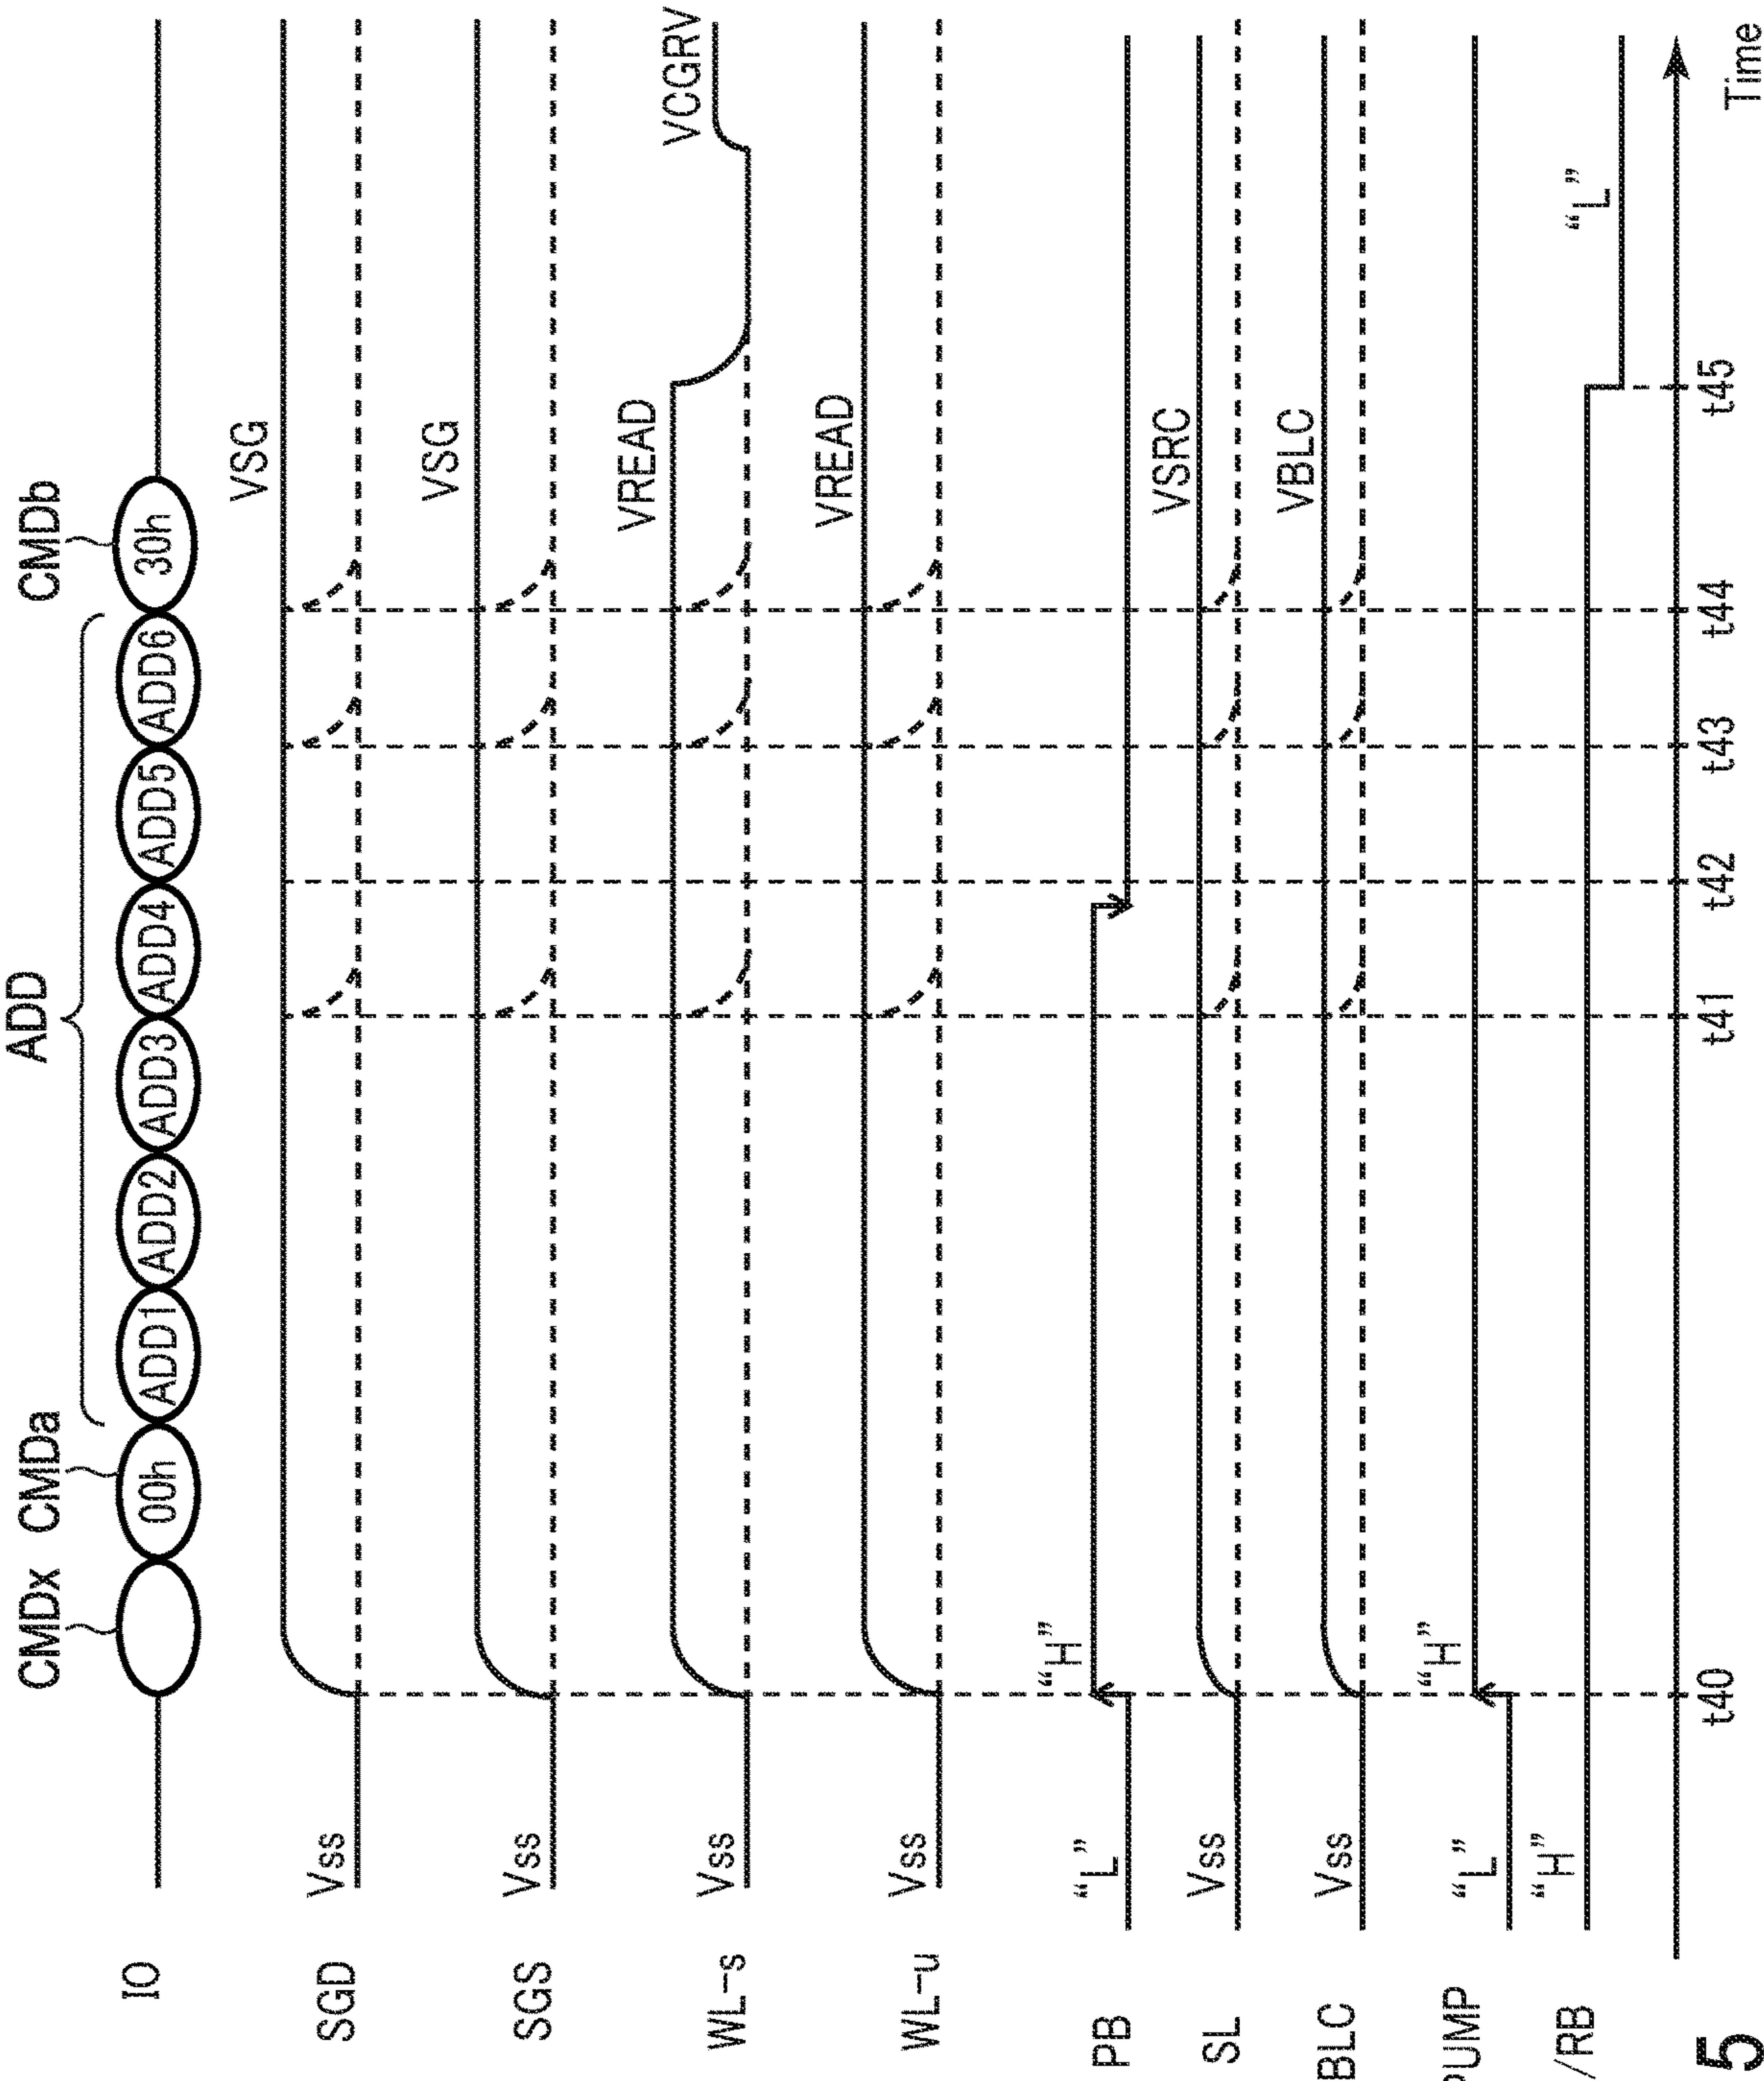 CMDx CMDa ADD CMDb
IO 00h ADD1 ADD2 ADD3 ADD4 ADD5 ADD6 30h
SGD Vss VSG
SGS Vss VSG
WL-s Vss VREAD VCGRV
WL-u Vss VREAD
PB “L” “H”
SL Vss VSRC
BLC Vss VBLC
PUMP “L” “H”
/RB “H” “L”
t40 t41 t42 t43 t44 t45
Time
5